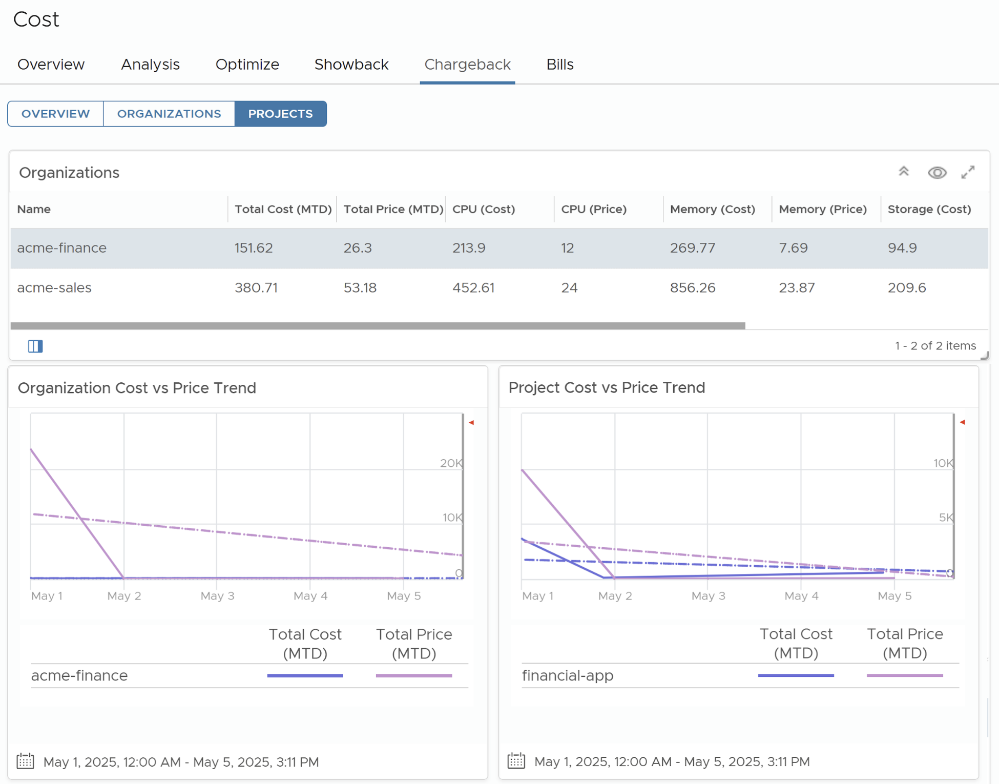 Cost
Overview Analysis Optimize Showback Chargeback Bills
OVERVIEW ORGANIZATIONS PROJECTS
Organizations
Name Total Cost (MTD) Total Price (MTD) CPU (Cost) CPU (Price) Memory (Cost) Memory (Price) Storage (Cost)
acme-finance 151.62 26.3 213.9 12 269.77 7.69 94.9
acme-sales 380.71 53.18 452.61 24 856.26 23.87 209.6
1 - 2 of 2 items
Organization Cost vs Price Trend
20K
10K
0
May 1 May 2 May 3 May 4 May 5
Total Cost (MTD) Total Price (MTD)
acme-finance
May 1, 2025, 12:00 AM - May 5, 2025, 3:11 PM
Project Cost vs Price Trend
10K
5K
0
May 1 May 2 May 3 May 4 May 5
Total Cost (MTD) Total Price (MTD)
financial-app
May 1, 2025, 12:00 AM - May 5, 2025, 3:11 PM